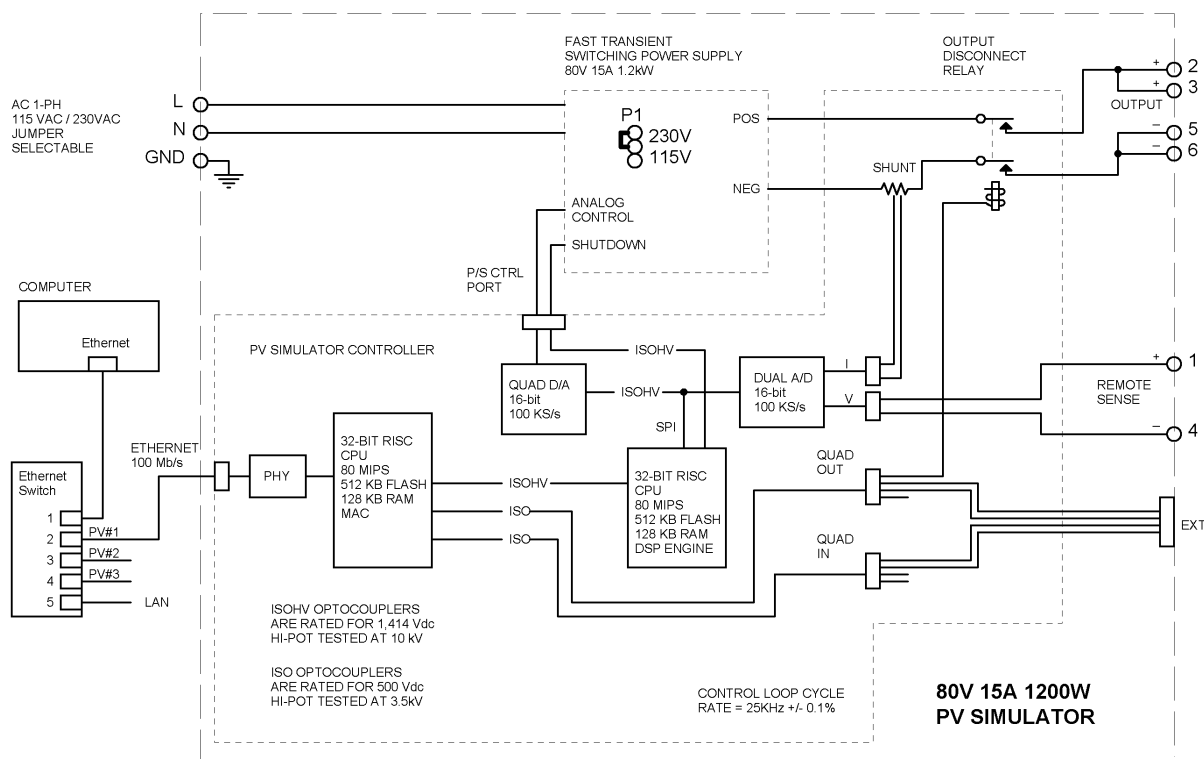 FAST TRANSIENT
SWITCHING POWER SUPPLY
80V 15A 1.2kW
OUTPUT
DISCONNECT
RELAY
AC 1-PH
115 VAC / 230VAC
JUMPER
SELECTABLE
L
N
GND
P1
230V
115V
POS
NEG
SHUNT
+
2
+
3
OUTPUT
–
5
–
6
ANALOG
CONTROL
SHUTDOWN
P/S CTRL
PORT
COMPUTER
Ethernet
PV SIMULATOR CONTROLLER
ISOHV
QUAD D/A
16-bit
100 KS/s
ISOHV
SPI
DUAL A/D
16-bit
100 KS/s
I
V
+
1
REMOTE
SENSE
–
4
ETHERNET
100 Mb/s
PHY
32-BIT RISC
CPU
80 MIPS
512 KB FLASH
128 KB RAM
MAC
ISOHV
ISO
ISO
32-BIT RISC
CPU
80 MIPS
512 KB FLASH
128 KB RAM
DSP ENGINE
QUAD
OUT
QUAD
IN
EXT
Ethernet
Switch
1
2
PV#1
3
PV#2
4
PV#3
5
LAN
ISOHV OPTOCOUPLERS
ARE RATED FOR 1,414 Vdc
HI-POT TESTED AT 10 kV
ISO OPTOCOUPLERS
ARE RATED FOR 500 Vdc
HI-POT TESTED AT 3.5kV
CONTROL LOOP CYCLE
RATE = 25KHz +/- 0.1%
80V 15A 1200W
PV SIMULATOR